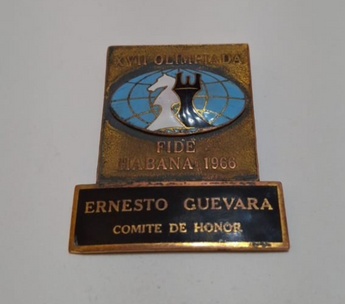 XVII OLIMPIADA
FIDE
HABANA 1966
ERNESTO GUEVARA
COMITE DE HONOR